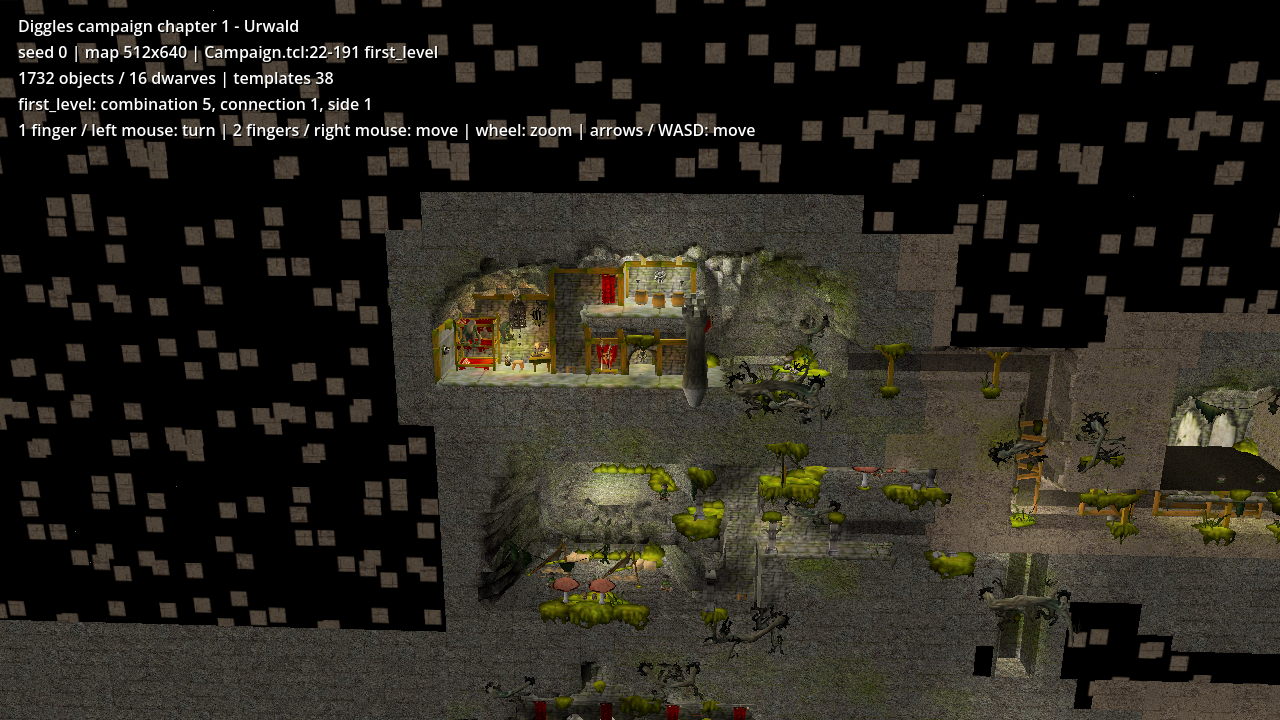 Diggles campaign chapter 1 - Urwald
seed 0 | map 512x640 | Campaign.tcl:22-191 first_level
1732 objects / 16 dwarves | templates 38
first_level: combination 5, connection 1, side 1
1 finger / left mouse: turn | 2 fingers / right mouse: move | wheel: zoom | arrows / WASD: move